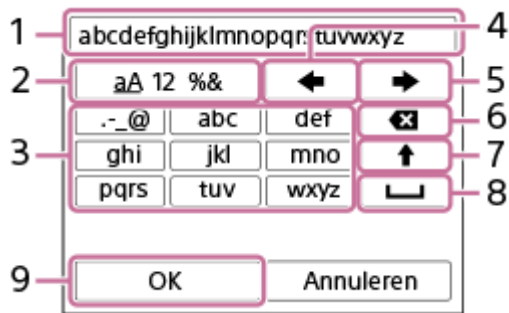 4
1 abcdefghijklmnopqrstuvwxyz
2 aA 12 %& 5
.-_@ abc def 6
3 ghi jkl mno 7
pqrs tuv wxyz 8
9 OK Annuleren